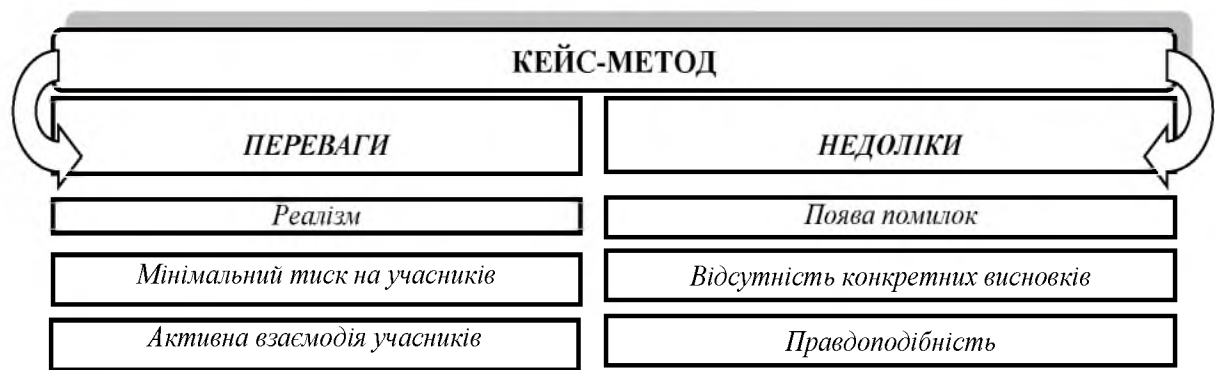 КЕЙС-МЕТОД
ПЕРЕВАГИ
НЕДОЛІКИ
Реалізм
Поява помилок
Мінімальний тиск на учасників
Відсутність конкретних висновків
Активна взаємодія учасників
Правдоподібність